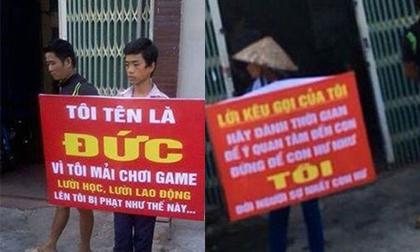 TÔI TÊN LÀ
ĐỨC
VÌ TÔI MẢI CHƠI GAME
LƯỜI HỌC, LƯỜI LAO ĐỘNG
LÊN TÔI BỊ PHẠT NHƯ THẾ NÀY...
LỜI KÊU GỌI CỦA TÔI
HÃY DÀNH THỜI GIAN
ĐỂ Ý QUAN TÂM ĐẾN CON
ĐỪNG ĐỂ CON HƯ NHƯ
TÔI
ĐỜI NGƯỜI SỢ NHẤT CON HƯ